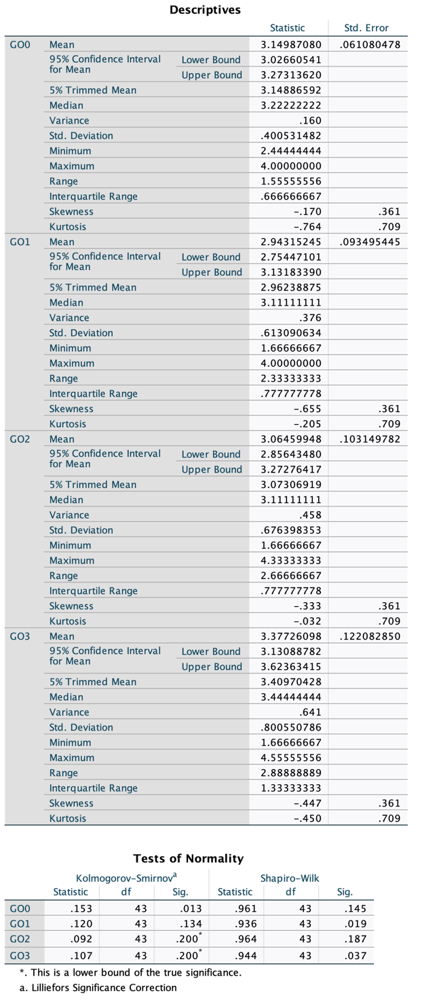 Descriptives
Statistic Std. Error
GO0 Mean 3.14987080 .061080478
95% Confidence Interval for Mean Lower Bound 3.02660541
Upper Bound 3.27313620
5% Trimmed Mean 3.14886592
Median 3.22222222
Variance .160
Std. Deviation .400531482
Minimum 2.44444444
Maximum 4.00000000
Range 1.55555556
Interquartile Range .666666667
Skewness -.170 .361
Kurtosis -.764 .709
GO1 Mean 2.94315245 .093495445
95% Confidence Interval for Mean Lower Bound 2.75447101
Upper Bound 3.13183390
5% Trimmed Mean 2.96238875
Median 3.11111111
Variance .376
Std. Deviation .613090634
Minimum 1.66666667
Maximum 4.00000000
Range 2.33333333
Interquartile Range .777777778
Skewness -.655 .361
Kurtosis -.205 .709
GO2 Mean 3.06459948 .103149782
95% Confidence Interval for Mean Lower Bound 2.85643480
Upper Bound 3.27276417
5% Trimmed Mean 3.07306919
Median 3.11111111
Variance .458
Std. Deviation .676398353
Minimum 1.66666667
Maximum 4.33333333
Range 2.66666667
Interquartile Range .777777778
Skewness -.333 .361
Kurtosis -.032 .709
GO3 Mean 3.37726098 .122082850
95% Confidence Interval for Mean Lower Bound 3.13088782
Upper Bound 3.62363415
5% Trimmed Mean 3.40970428
Median 3.44444444
Variance .641
Std. Deviation .800550786
Minimum 1.66666667
Maximum 4.55555556
Range 2.88888889
Interquartile Range 1.33333333
Skewness -.447 .361
Kurtosis -.450 .709
Tests of Normality
Kolmogorov-Smirnov^a Shapiro-Wilk
Statistic df Sig. Statistic df Sig.
GO0 .153 43 .013 .961 43 .145
GO1 .120 43 .134 .936 43 .019
GO2 .092 43 .200* .964 43 .187
GO3 .107 43 .200* .944 43 .037
*. This is a lower bound of the true significance.
a. Lilliefors Significance Correction